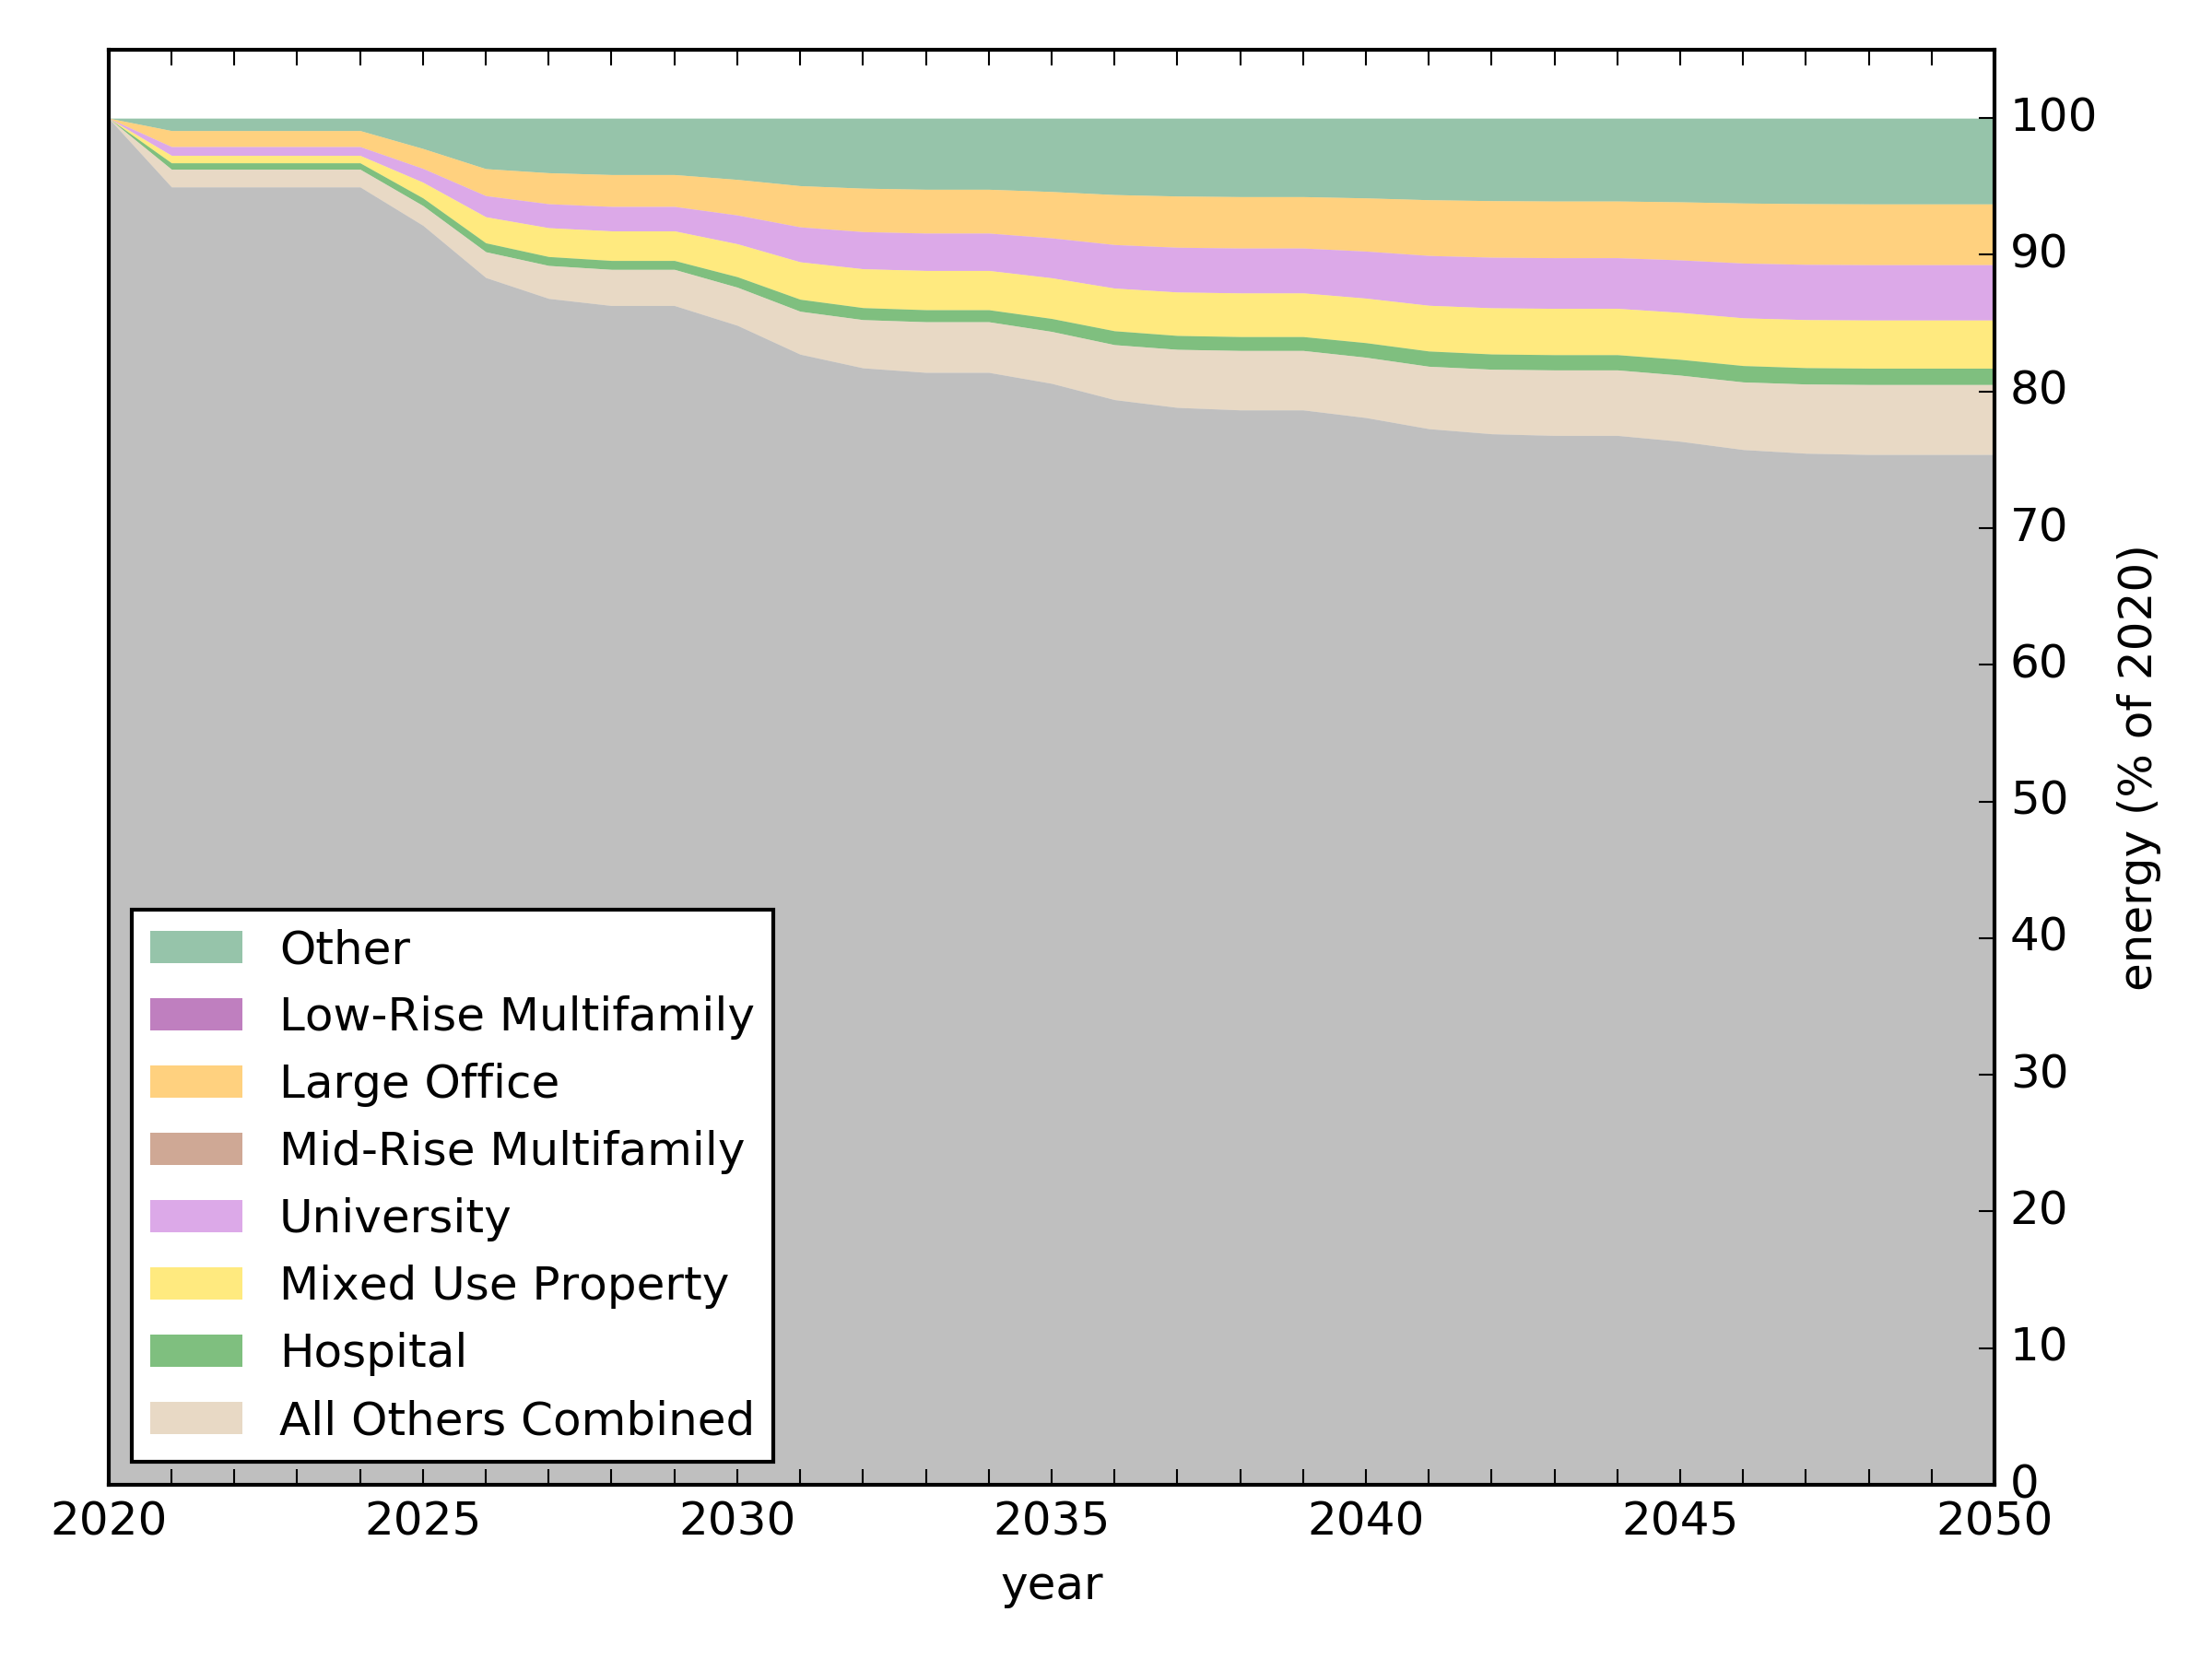 100
90
80
70
60
50
40
30
20
10
0
energy (% of 2020)
Other
Low-Rise Multifamily
Large Office
Mid-Rise Multifamily
University
Mixed Use Property
Hospital
All Others Combined
2020 2025 2030 2035 2040 2045 2050
year